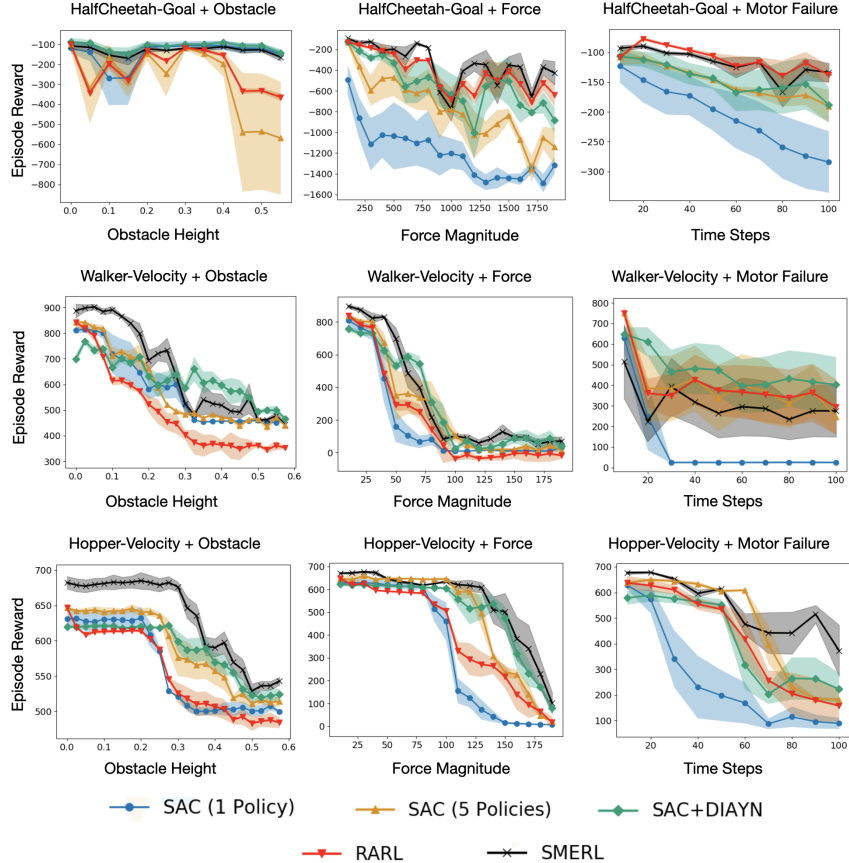 HalfCheetah-Goal + Obstacle
HalfCheetah-Goal + Force
HalfCheetah-Goal + Motor Failure
Episode Reward
−100
−200
−300
−400
−500
−600
−700
−800
0.0 0.1 0.2 0.3 0.4 0.5
Obstacle Height
−200
−400
−600
−800
−1000
−1200
−1400
−1600
250 500 750 1000 1250 1500 1750
Force Magnitude
−100
−150
−200
−250
−300
20 40 60 80 100
Time Steps
Walker-Velocity + Obstacle
Walker-Velocity + Force
Walker-Velocity + Motor Failure
Episode Reward
900
800
700
600
500
400
300
0.0 0.1 0.2 0.3 0.4 0.5 0.6
Obstacle Height
800
600
400
200
0
25 50 75 100 125 150 175
Force Magnitude
800
700
600
500
400
300
200
100
0
20 40 60 80 100
Time Steps
Hopper-Velocity + Obstacle
Hopper-Velocity + Force
Hopper-Velocity + Motor Failure
Episode Reward
700
650
600
550
500
0.0 0.1 0.2 0.3 0.4 0.5 0.6
Obstacle Height
700
600
500
400
300
200
100
0
25 50 75 100 125 150 175
Force Magnitude
700
600
500
400
300
200
100
20 40 60 80 100
Time Steps
SAC (1 Policy)
SAC (5 Policies)
SAC+DIAYN
RARL
SMERL